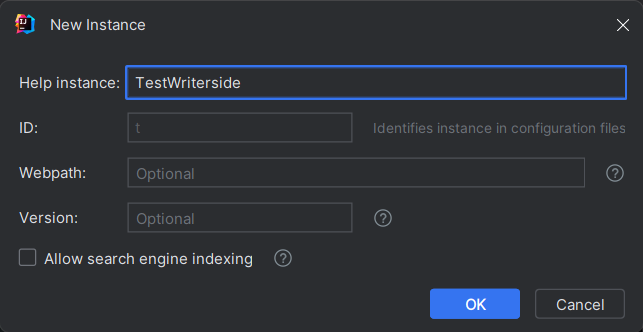 New Instance
Help instance: TestWriterside
ID: t Identifies instance in configuration files
Webpath: Optional ?
Version: Optional ?
Allow search engine indexing ?
OK Cancel